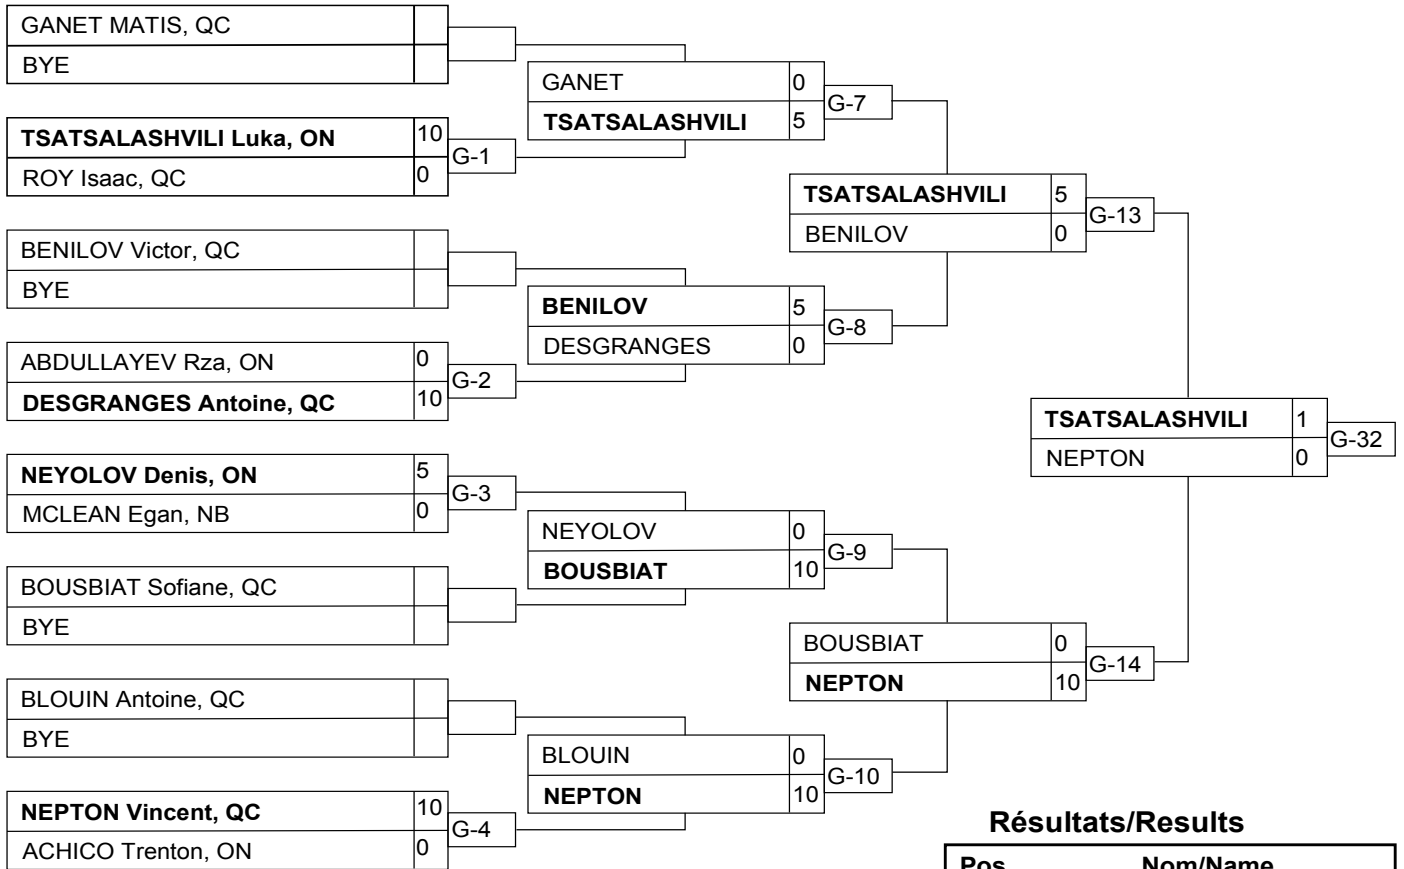 GANET MATIS, QC
BYE
TSATSALASHVILI Luka, ON 10
ROY Isaac, QC 0
G-1
BENILOV Victor, QC
BYE
ABDULLAYEV Rza, ON 0
DESGRANGES Antoine, QC 10
G-2
NEYOLOV Denis, ON 5
MCLEAN Egan, NB 0
G-3
BOUSBIAT Sofiane, QC
BYE
BLOUIN Antoine, QC
BYE
NEPTON Vincent, QC 10
ACHICO Trenton, ON 0
G-4
GANET 0
TSATSALASHVILI 5
G-7
BENILOV 5
DESGRANGES 0
G-8
NEYOLOV 0
BOUSBIAT 10
G-9
BLOUIN 0
NEPTON 10
G-10
TSATSALASHVILI 5
BENILOV 0
G-13
BOUSBIAT 0
NEPTON 10
G-14
TSATSALASHVILI 1
NEPTON 0
G-32
Résultats/Results
Pos Nom/Name